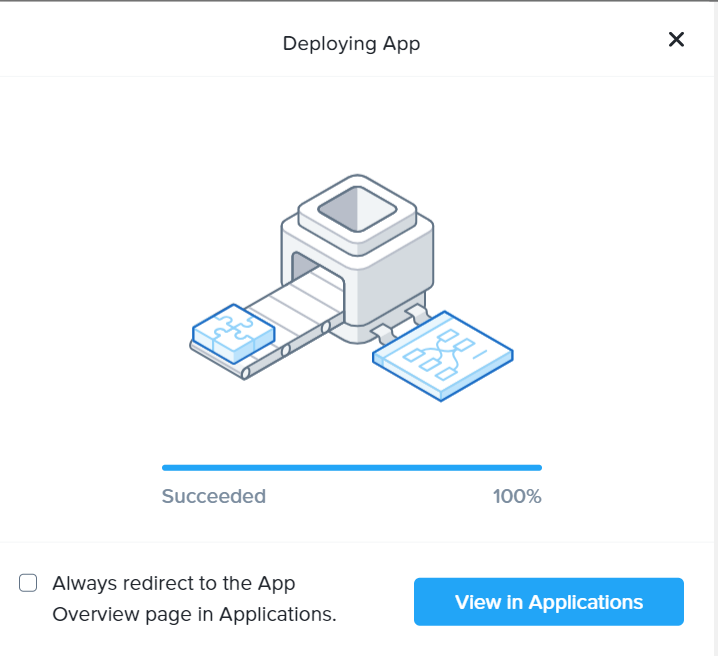 Deploying App
Succeeded
100%
Always redirect to the App
Overview page in Applications.
View in Applications